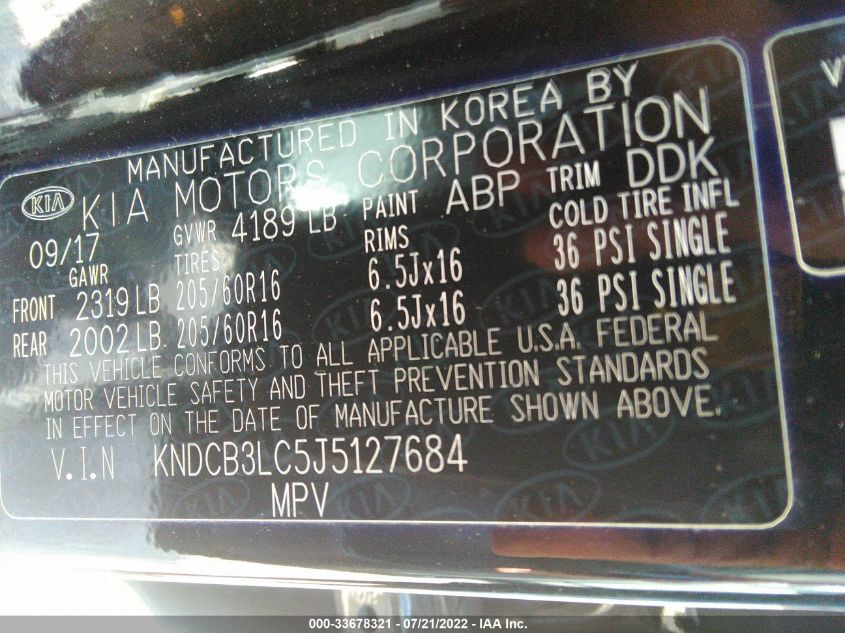 MANUFACTURED IN KOREA BY
KIA KIA MOTORS CORPORATION
09/17 GVWR 4189 LB PAINT ABP TRIM DDK
GAWR TIRES RIMS COLD TIRE INFL
FRONT 2319 LB 205/60R16 6.5Jx16 36 PSI SINGLE
REAR 2002 LB 205/60R16 6.5Jx16 36 PSI SINGLE
THIS VEHICLE CONFORMS TO ALL APPLICABLE U.S.A. FEDERAL
MOTOR VEHICLE SAFETY AND THEFT PREVENTION STANDARDS
IN EFFECT ON THE DATE OF MANUFACTURE SHOWN ABOVE.
V.I.N KNDCB3LC5J5127684
MPV
000-33678321 - 07/21/2022 - IAA Inc.